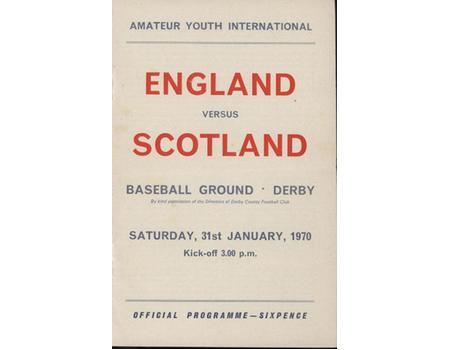 AMATEUR YOUTH INTERNATIONAL
ENGLAND
VERSUS
SCOTLAND
BASEBALL GROUND · DERBY
By kind permission of the Directors of Derby County Football Club
SATURDAY, 31st JANUARY, 1970
Kick-off 3.00 p.m.
OFFICIAL PROGRAMME—SIXPENCE